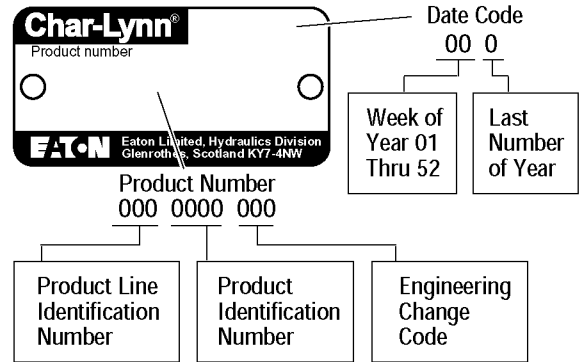 Char-Lynn®
Product number
EATON Eaton Limited, Hydraulics Division
Glenrothes, Scotland KY7-4NW
Date Code
00 0
Week of
Year 01
Thru 52
Last
Number
of Year
Product Number
000 0000 000
Product Line
Identification
Number
Product
Identification
Number
Engineering
Change
Code